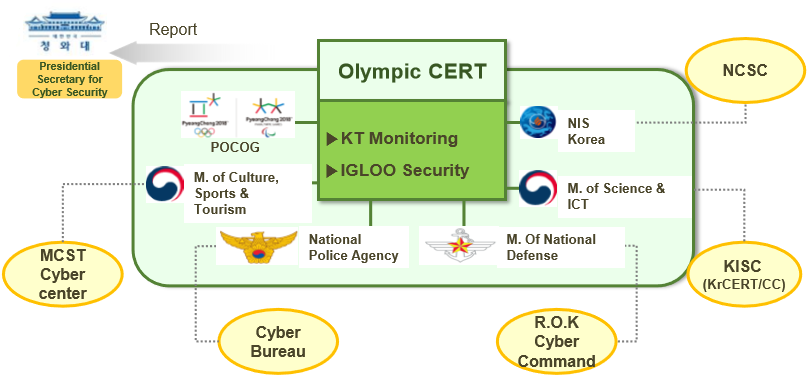 Report
대한민국
청와대
Presidential
Secretary for
Cyber Security
Olympic CERT
▶ KT Monitoring
▶ IGLOO Security
PyeongChang 2018
PyeongChang 2018
POCOG
NIS
Korea
NCSC
M. of Culture,
Sports &
Tourism
M. of Science &
ICT
National
Police Agency
M. Of National
Defense
MCST
Cyber
center
KISC
(KrCERT/CC)
Cyber
Bureau
R.O.K
Cyber
Command